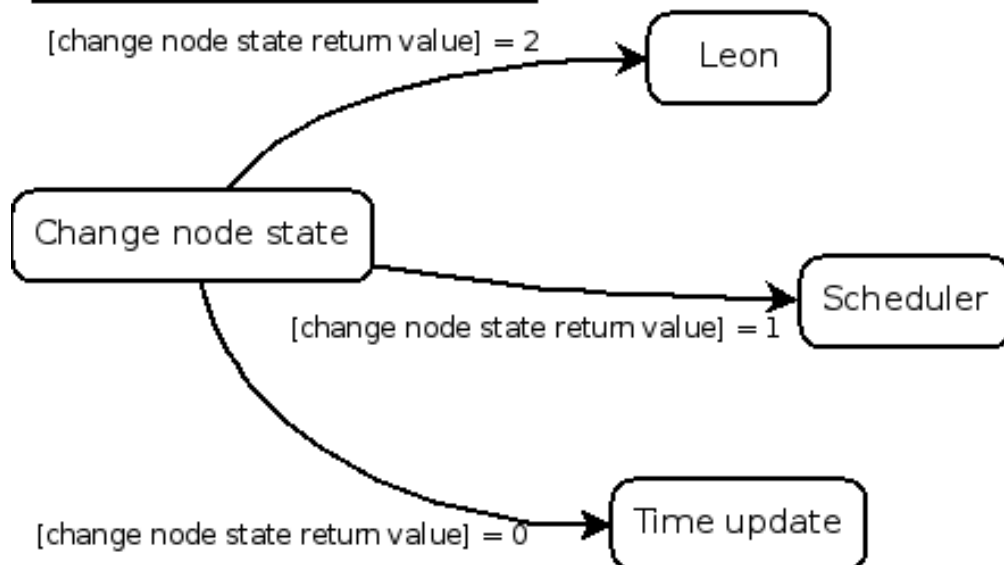 [change node state return value] = 2
Leon
Change node state
Scheduler
[change node state return value] = 1
Time update
[change node state return value] = 0